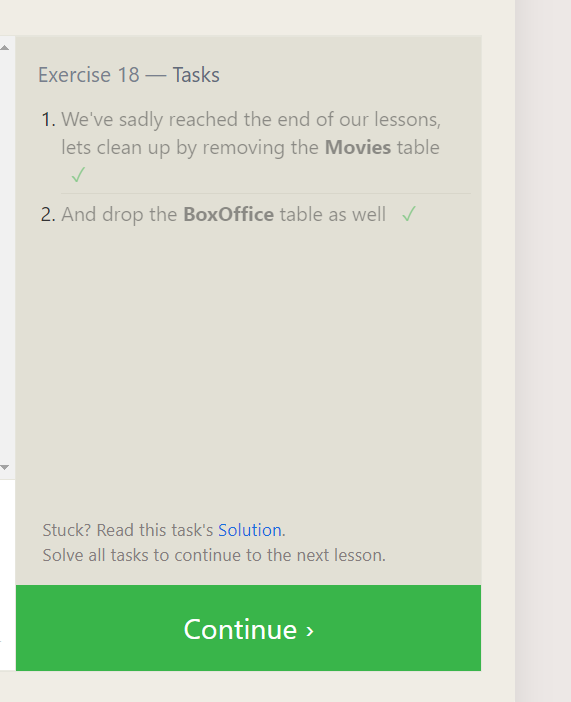 Exercise 18 — Tasks
1. We've sadly reached the end of our lessons,
lets clean up by removing the Movies table
✓
2. And drop the BoxOffice table as well ✓
Stuck? Read this task's Solution.
Solve all tasks to continue to the next lesson.
Continue ›